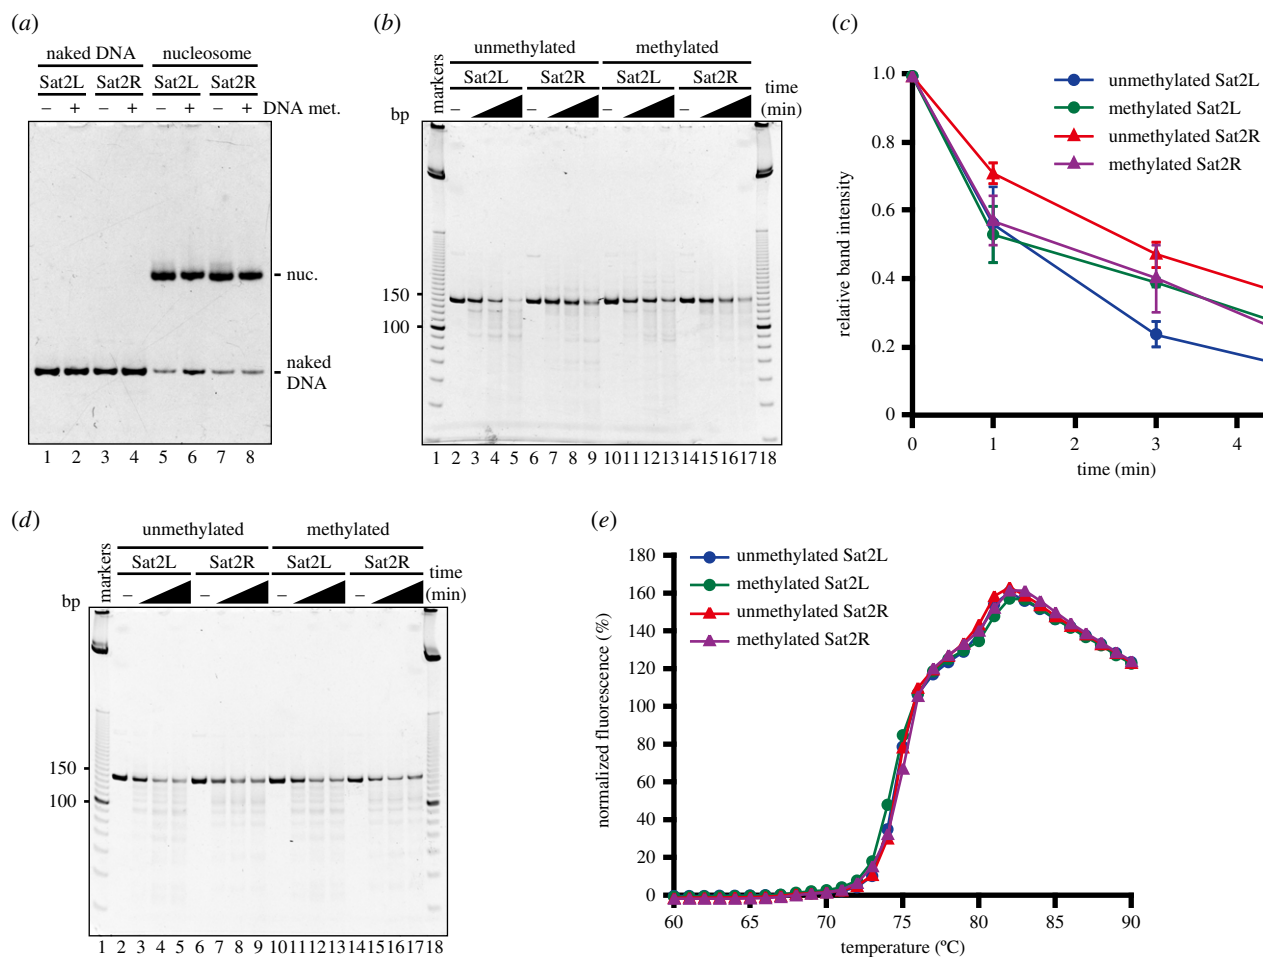 (a)
naked DNA nucleosome
Sat2L Sat2R Sat2L Sat2R
– + – + – + – + DNA met.
nuc.
naked
DNA
1 2 3 4 5 6 7 8
(b)
unmethylated methylated
markers
Sat2L Sat2R Sat2L Sat2R time
– – – – (min)
bp
150
100
1 2 3 4 5 6 7 8 9 10 11 12 13 14 15 16 17 18
(c)
1.0
0.8
0.6
0.4
0.2
0
relative band intensity
unmethylated Sat2L
methylated Sat2L
unmethylated Sat2R
methylated Sat2R
0 1 2 3 4
time (min)
(d)
unmethylated methylated
markers
Sat2L Sat2R Sat2L Sat2R time
– – – – (min)
bp
150
100
1 2 3 4 5 6 7 8 9 10 11 12 13 14 15 16 17 18
(e)
180
160
140
120
100
80
60
40
20
0
normalized fluorescence (%)
unmethylated Sat2L
methylated Sat2L
unmethylated Sat2R
methylated Sat2R
60 65 70 75 80 85 90
temperature (ºC)